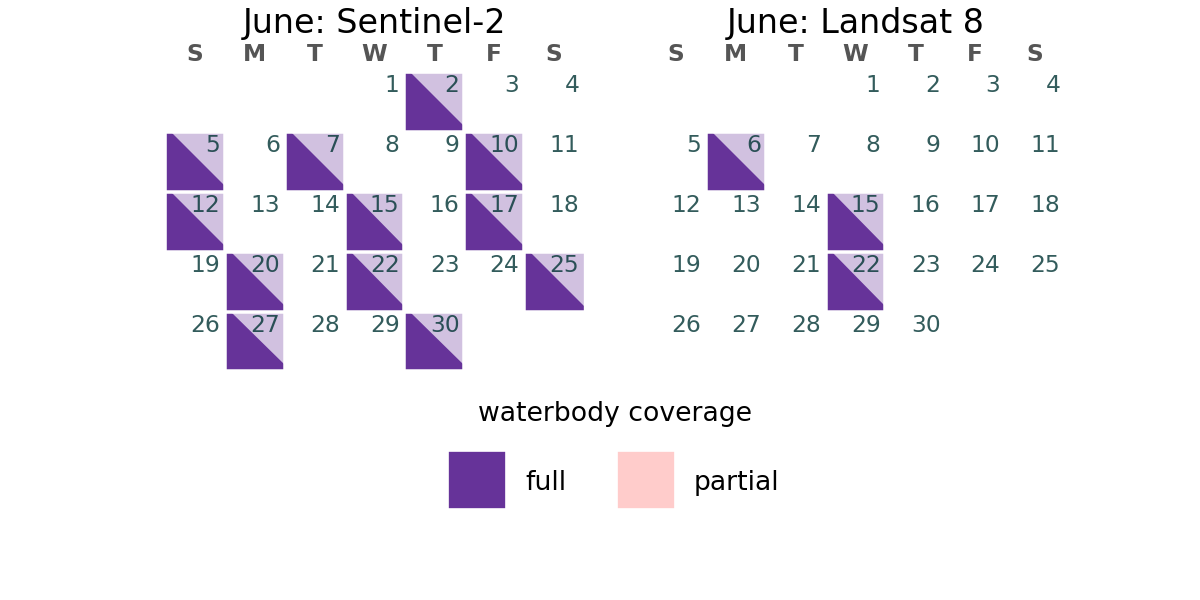 June: Sentinel-2
S M T W T F S
1 2 3 4
5 6 7 8 9 10 11
12 13 14 15 16 17 18
19 20 21 22 23 24 25
26 27 28 29 30
June: Landsat 8
S M T W T F S
1 2 3 4
5 6 7 8 9 10 11
12 13 14 15 16 17 18
19 20 21 22 23 24 25
26 27 28 29 30
waterbody coverage
full partial